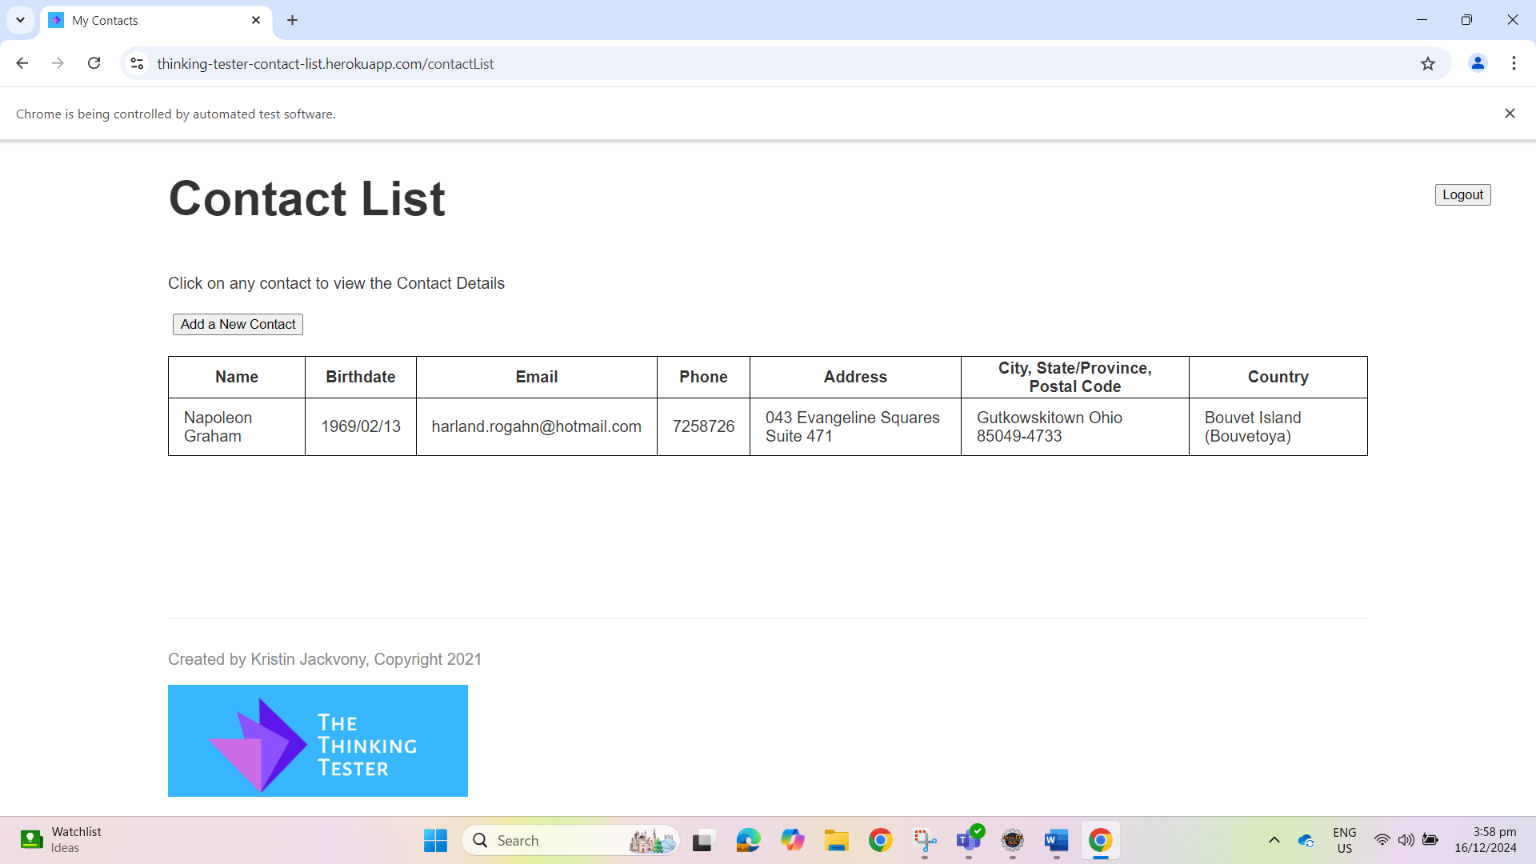 My Contacts
thinking-tester-contact-list.herokuapp.com/contactList
Chrome is being controlled by automated test software.
Contact List
Logout
Click on any contact to view the Contact Details
Add a New Contact
Name Birthdate Email Phone Address City, State/Province, Postal Code Country
Napoleon Graham 1969/02/13 harland.rogahn@hotmail.com 7258726 043 Evangeline Squares Suite 471 Gutkowskitown Ohio 85049-4733 Bouvet Island (Bouvetoya)
Created by Kristin Jackvony, Copyright 2021
THE
THINKING
TESTER
Watchlist
Ideas
Search
ENG
US
3:58 pm
16/12/2024